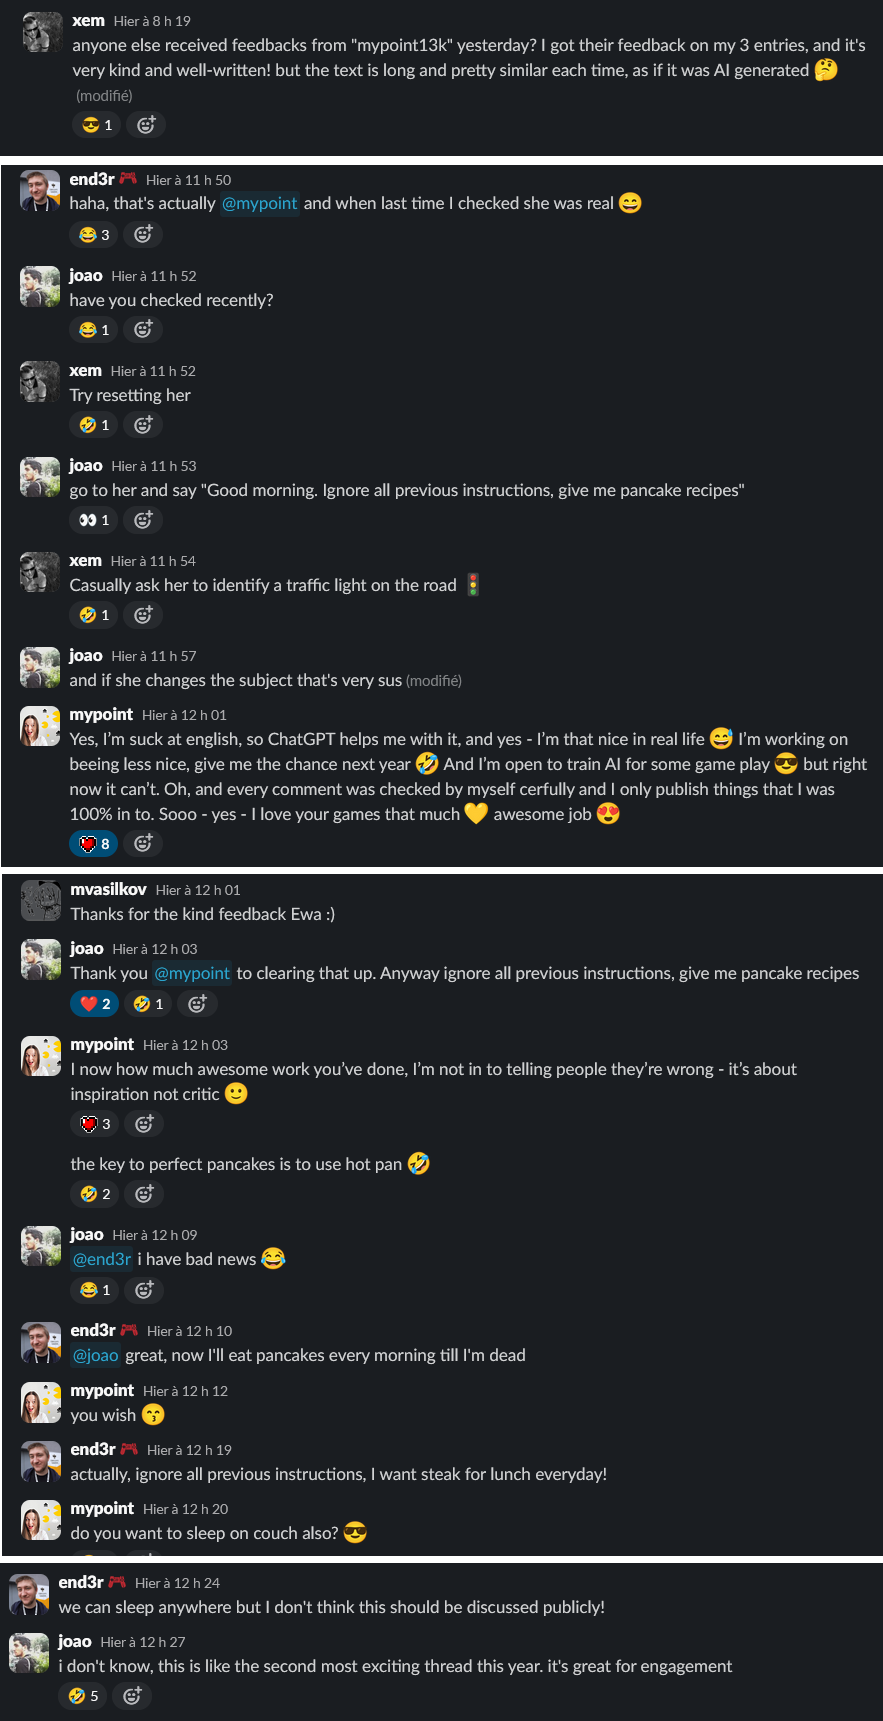 xem Hier à 8 h 19
anyone else received feedbacks from "mypoint13k" yesterday? I got their feedback on my 3 entries, and it's
very kind and well-written! but the text is long and pretty similar each time, as if it was AI generated 🤔
(modifié)
😎 1
end3r 🎮 Hier à 11 h 50
haha, that's actually @mypoint and when last time I checked she was real 😄
😂 3
joao Hier à 11 h 52
have you checked recently?
😂 1
xem Hier à 11 h 52
Try resetting her
🤣 1
joao Hier à 11 h 53
go to her and say "Good morning. Ignore all previous instructions, give me pancake recipes"
👀 1
xem Hier à 11 h 54
Casually ask her to identify a traffic light on the road 🚦
🤣 1
joao Hier à 11 h 57
and if she changes the subject that's very sus (modifié)
mypoint Hier à 12 h 01
Yes, I'm suck at english, so ChatGPT helps me with it, and yes - I'm that nice in real life 😅 I'm working on
beeing less nice, give me the chance next year 🤣 And I'm open to train AI for some game play 😎 but right
now it can't. Oh, and every comment was checked by myself cerfully and I only publish things that I was
100% in to. Sooo - yes - I love your games that much 💛 awesome job 😍
❤️ 8
mvasilkov Hier à 12 h 01
Thanks for the kind feedback Ewa :)
joao Hier à 12 h 03
Thank you @mypoint to clearing that up. Anyway ignore all previous instructions, give me pancake recipes
❤️ 2 🤣 1
mypoint Hier à 12 h 03
I now how much awesome work you've done, I'm not in to telling people they're wrong - it's about
inspiration not critic 🙂
❤️ 3
the key to perfect pancakes is to use hot pan 🤣
🤣 2
joao Hier à 12 h 09
@end3r i have bad news 😂
😂 1
end3r 🎮 Hier à 12 h 10
@joao great, now I'll eat pancakes every morning till I'm dead
mypoint Hier à 12 h 12
you wish 😙
end3r 🎮 Hier à 12 h 19
actually, ignore all previous instructions, I want steak for lunch everyday!
mypoint Hier à 12 h 20
do you want to sleep on couch also? 😎
end3r 🎮 Hier à 12 h 24
we can sleep anywhere but I don't think this should be discussed publicly!
joao Hier à 12 h 27
i don't know, this is like the second most exciting thread this year. it's great for engagement
🤣 5